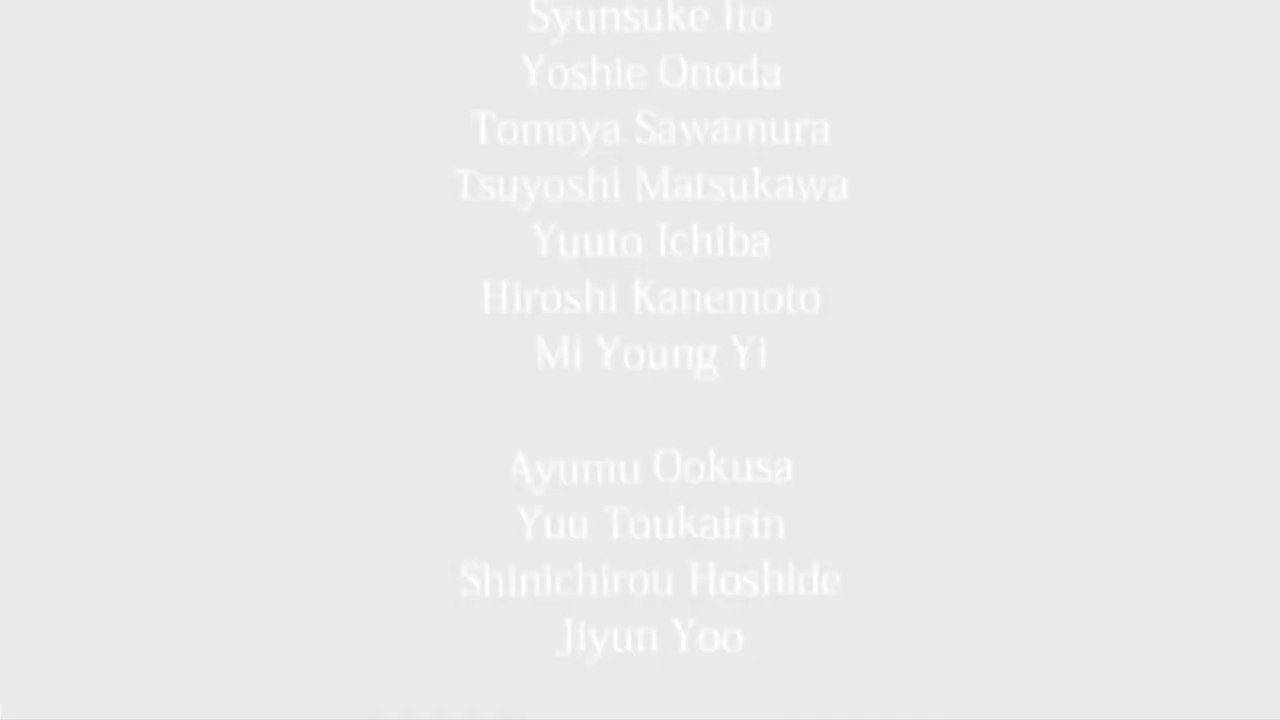 Syunsuke Ito
Yoshie Onoda
Tomoya Sawamura
Tsuyoshi Matsukawa
Yuuto Ichiba
Hiroshi Kanemoto
Mi Young Yi
Ayumu Ookusa
Yuu Toukairin
Shinichirou Hoshide
Jiyun Yoo